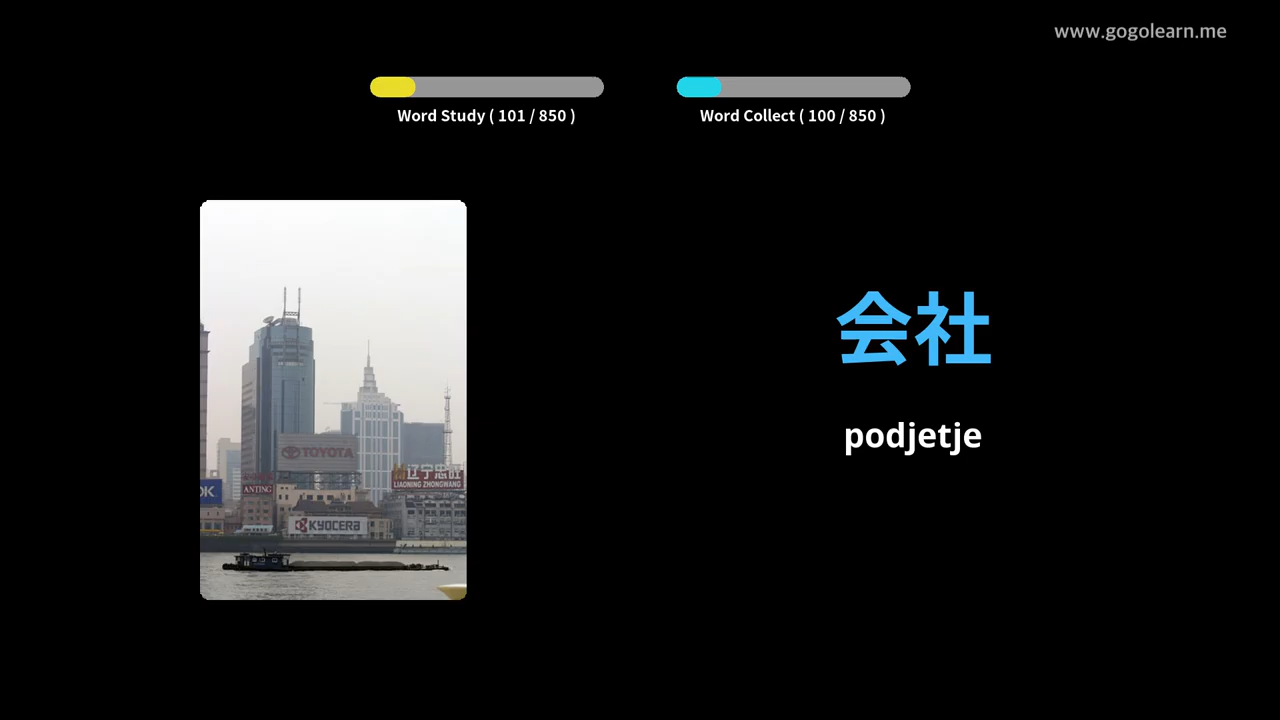 www.gogolearn.me
Word Study ( 101 / 850 )
Word Collect ( 100 / 850 )
会社
podjetje
TOYOTA
辽宁忠旺
LIAONING ZHONGWANG
OK
ANTING
KYOCERA